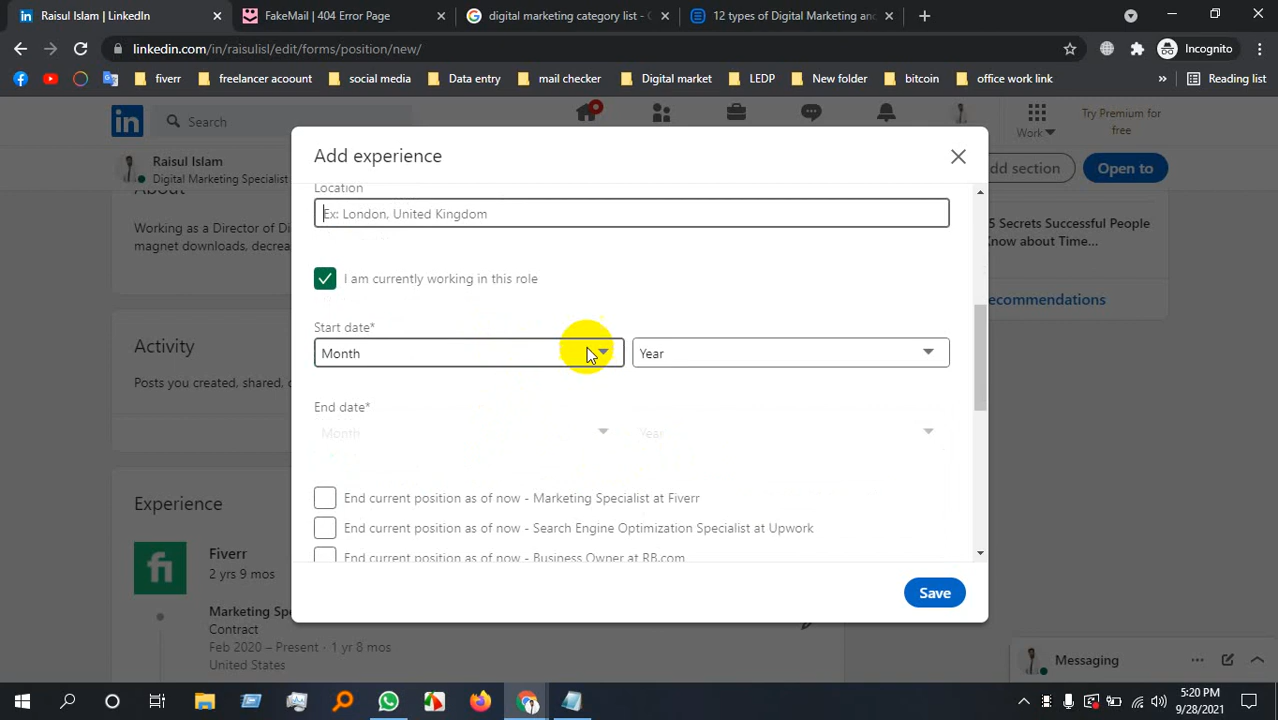 Raisul Islam | LinkedIn
FakeMail | 404 Error Page
digital marketing category list - G
12 types of Digital Marketing and
linkedin.com/in/raisulisl/edit/forms/position/new/
Incognito
fiverr
freelancer acount
social media
Data entry
mail checker
Digital market
LEDP
New folder
bitcoin
office work link
Reading list
in
Search
Work
Try Premium for
free
Raisul Islam
Digital Marketing Specialist
dd section
Open to
About
Working as a Director of Di
magnet downloads, decrea
5 Secrets Successful People
Know about Time...
ecommendations
Activity
Posts you created, shared,
Experience
fi
Fiverr
2 yrs 9 mos
Marketing Spe
Contract
Feb 2020 – Present · 1 yr 8 mos
United States
Add experience
Location
Ex: London, United Kingdom
I am currently working in this role
Start date*
Month
Year
End date*
Month
Year
End current position as of now - Marketing Specialist at Fiverr
End current position as of now - Search Engine Optimization Specialist at Upwork
End current position as of now - Business Owner at RB.com
Save
Messaging
5:20 PM
9/28/2021